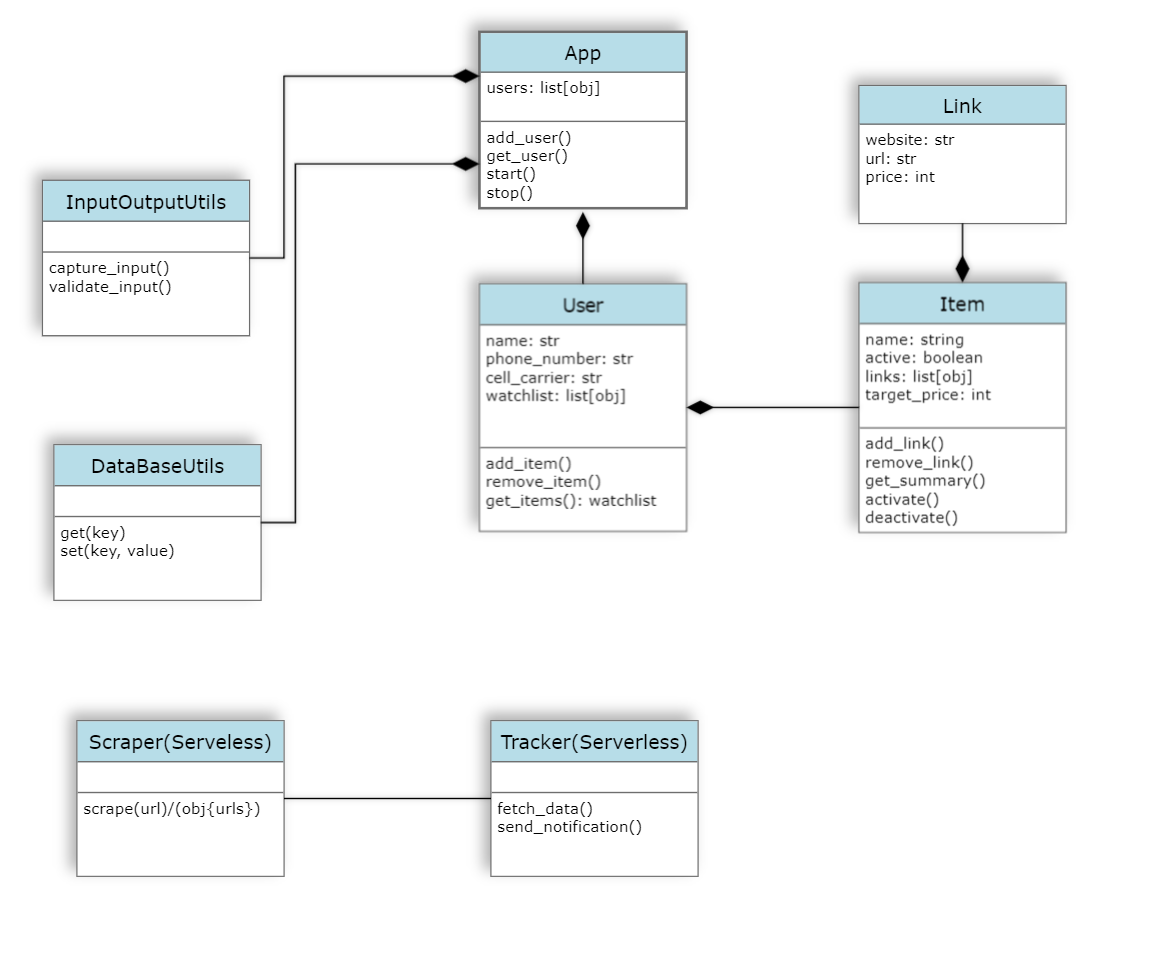 App
users: list[obj]
add_user()
get_user()
start()
stop()
Link
website: str
url: str
price: int
InputOutputUtils
capture_input()
validate_input()
User
name: str
phone_number: str
cell_carrier: str
watchlist: list[obj]
add_item()
remove_item()
get_items(): watchlist
Item
name: string
active: boolean
links: list[obj]
target_price: int
add_link()
remove_link()
get_summary()
activate()
deactivate()
DataBaseUtils
get(key)
set(key, value)
Scraper(Serveless)
scrape(url)/(obj{urls})
Tracker(Serverless)
fetch_data()
send_notification()